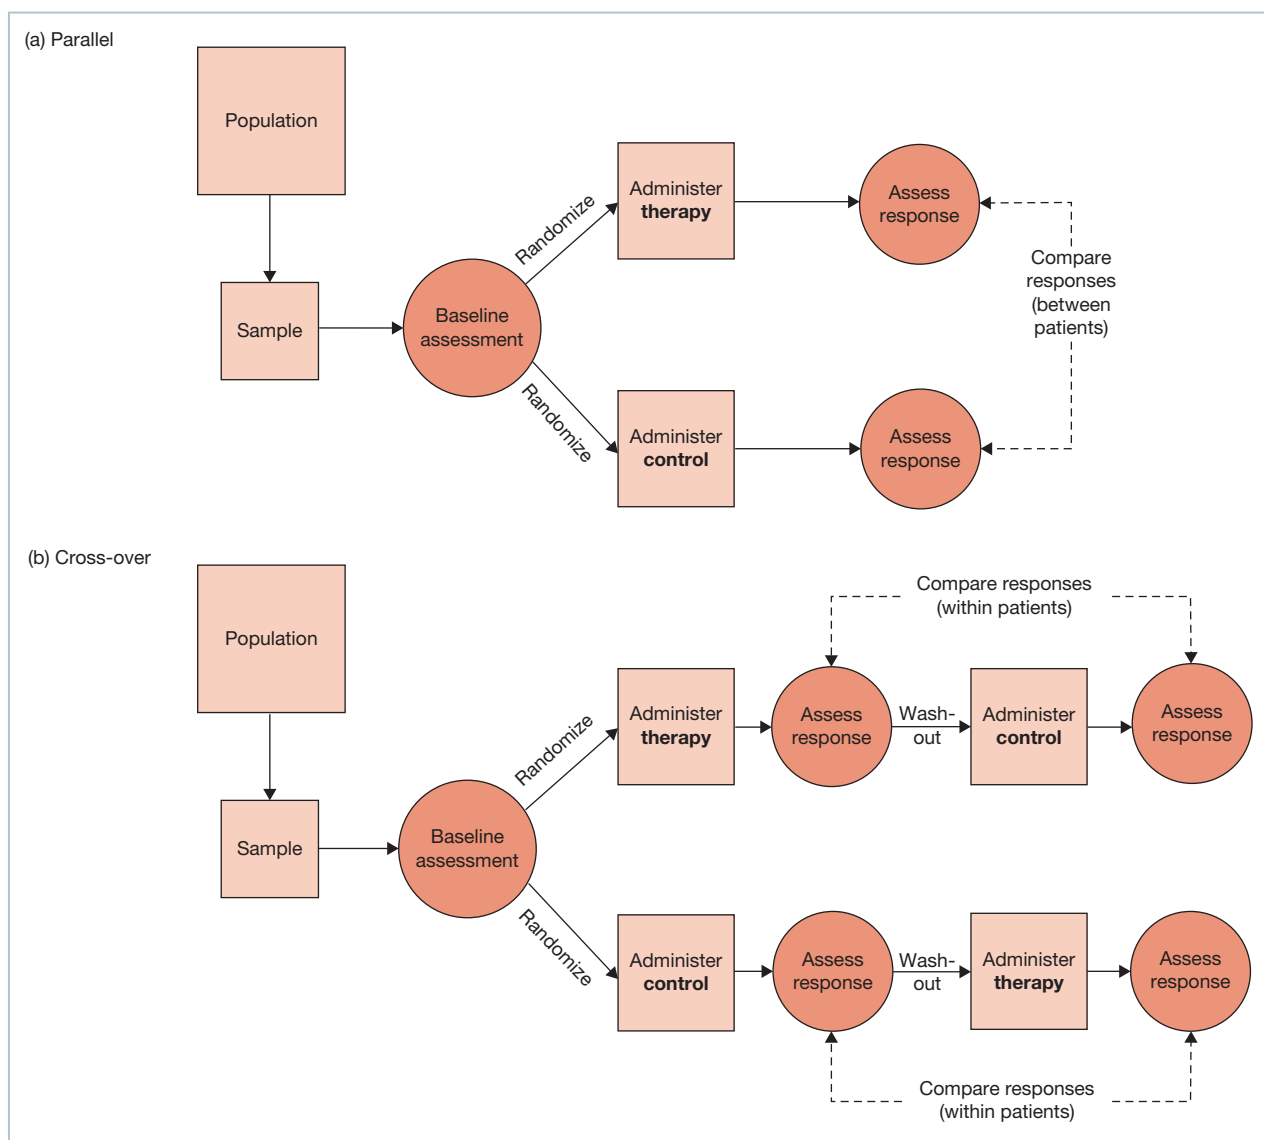 (a) Parallel
Population
Sample
Baseline
assessment
Randomize
Randomize
Administer
therapy
Administer
control
Assess
response
Assess
response
Compare
responses
(between
patients)
(b) Cross-over
Population
Sample
Baseline
assessment
Randomize
Randomize
Administer
therapy
Assess
response
Wash-
out
Administer
control
Assess
response
Compare responses
(within patients)
Administer
control
Assess
response
Wash-
out
Administer
therapy
Assess
response
Compare responses
(within patients)